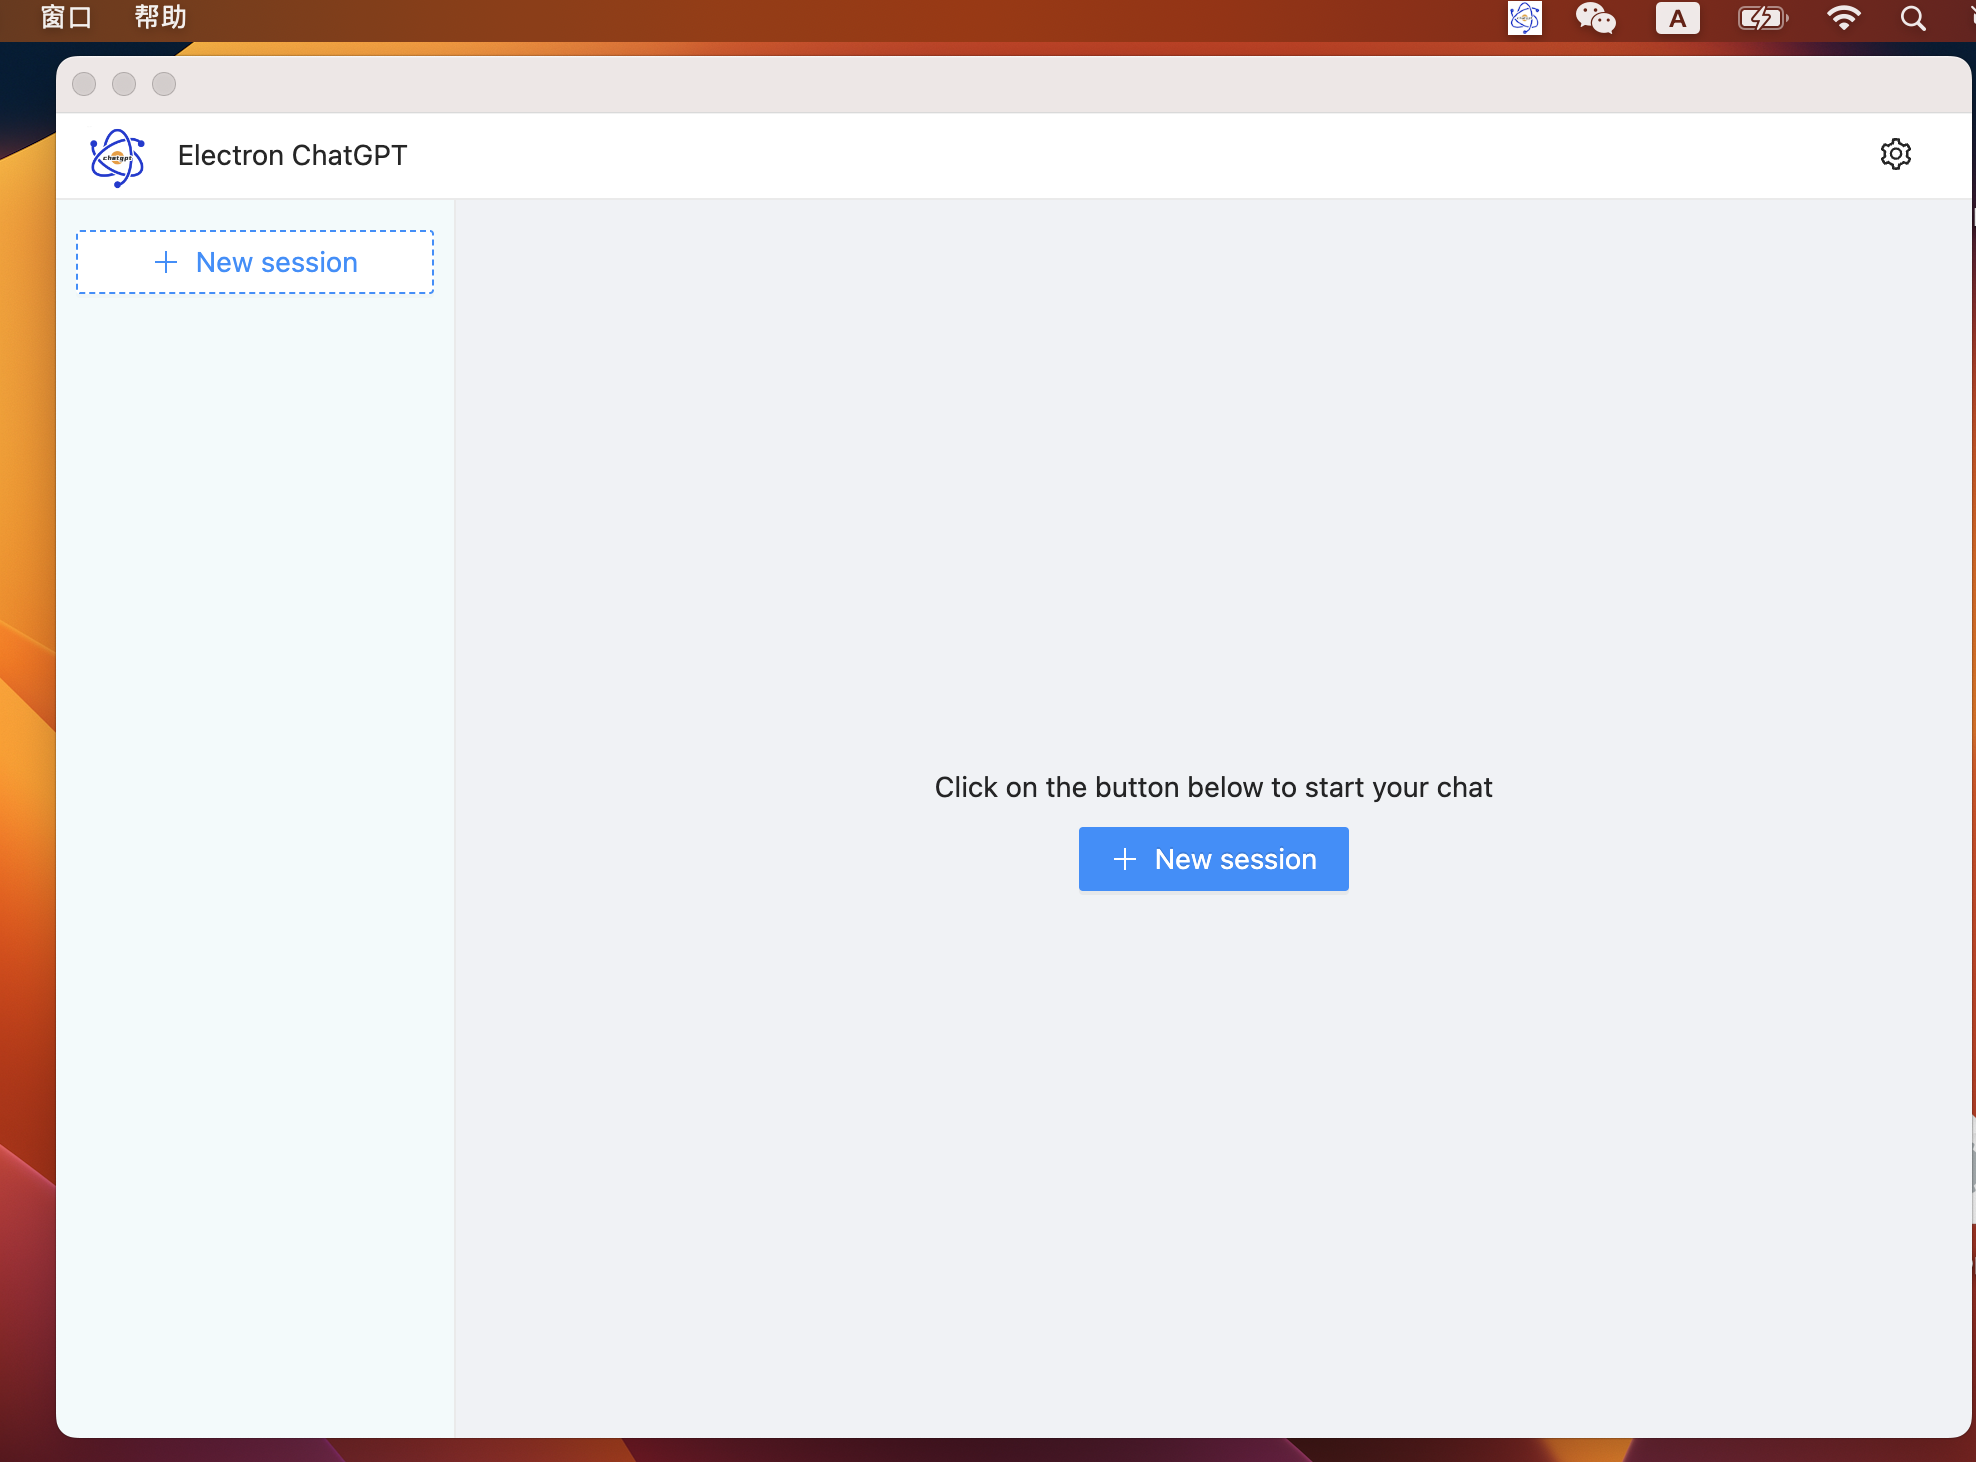 窗口 帮助
A
chatgpt
Electron ChatGPT
New session
Click on the button below to start your chat
New session